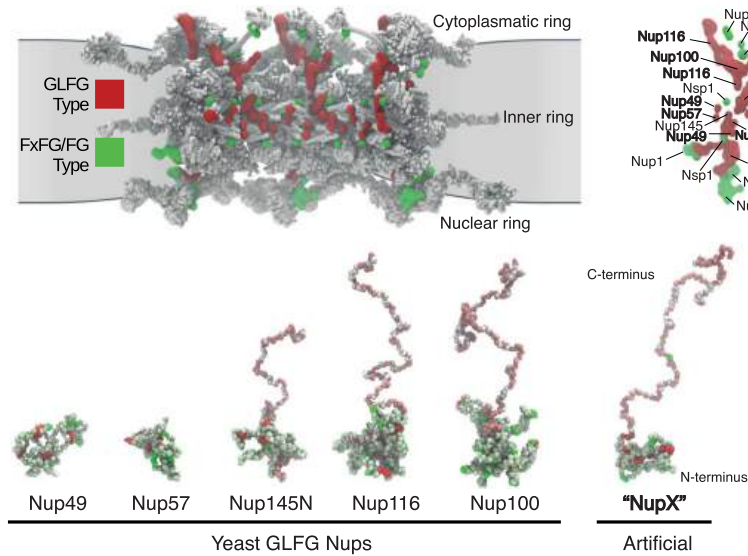 Cytoplasmatic ring
GLFG
Type
Inner ring
FxFG/FG
Type
Nuclear ring
Nup116
Nup100
Nup116
Nsp1
Nup49
Nup57
Nup145
Nup49
Nup1
Nsp1
C-terminus
N-terminus
Nup49 Nup57 Nup145N Nup116 Nup100 "NupX"
Yeast GLFG Nups Artificial